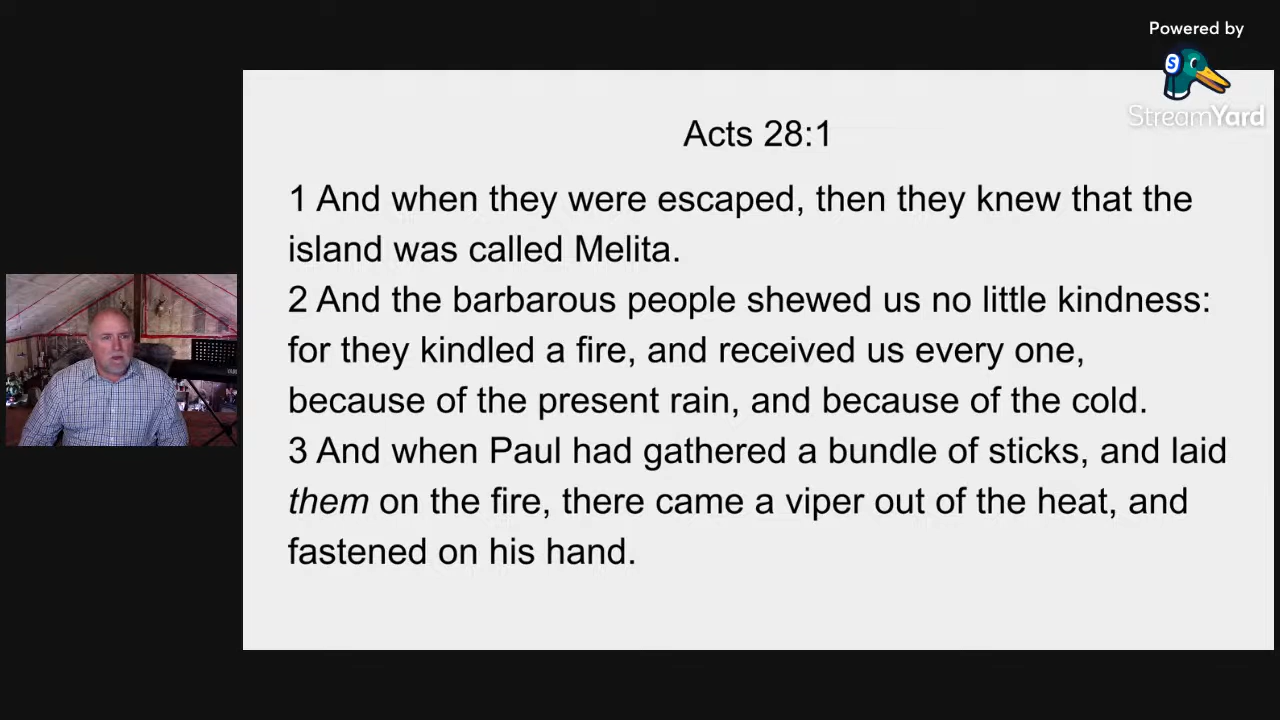 Powered by
S
StreamYard
Acts 28:1
1 And when they were escaped, then they knew that the
island was called Melita.
2 And the barbarous people shewed us no little kindness:
for they kindled a fire, and received us every one,
because of the present rain, and because of the cold.
3 And when Paul had gathered a bundle of sticks, and laid
them on the fire, there came a viper out of the heat, and
fastened on his hand.